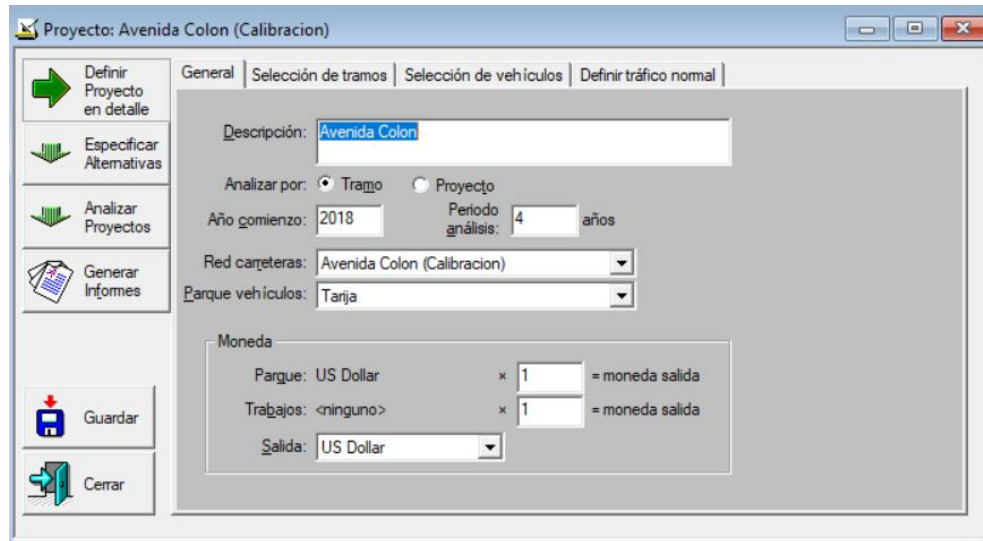 Proyecto: Avenida Colon (Calibracion)
Definir
Proyecto
en detalle
Especificar
Alternativas
Analizar
Proyectos
Generar
Informes
Guardar
Cerrar
General
Selección de tramos
Selección de vehículos
Definir tráfico normal
Descripción: Avenida Colon
Analizar por: Tramo Proyecto
Año comienzo: 2018 Periodo análisis: 4 años
Red carreteras: Avenida Colon (Calibracion)
Parque vehículos: Tarija
Moneda
Parque: US Dollar × 1 = moneda salida
Trabajos: <ninguno> × 1 = moneda salida
Salida: US Dollar